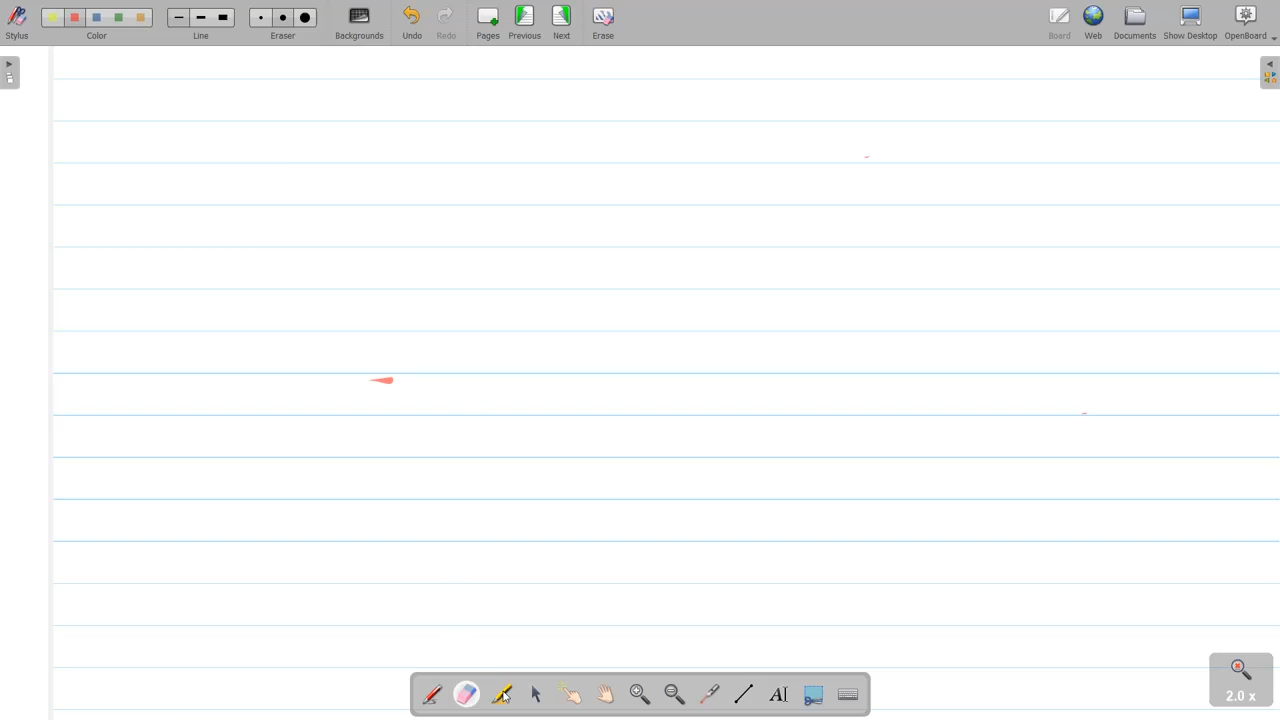 Stylus
Color
Line
Eraser
Backgrounds
Undo
Redo
Pages
Previous
Next
Erase
Board
Web
Documents
Show Desktop
OpenBoard
AI
2.0 x